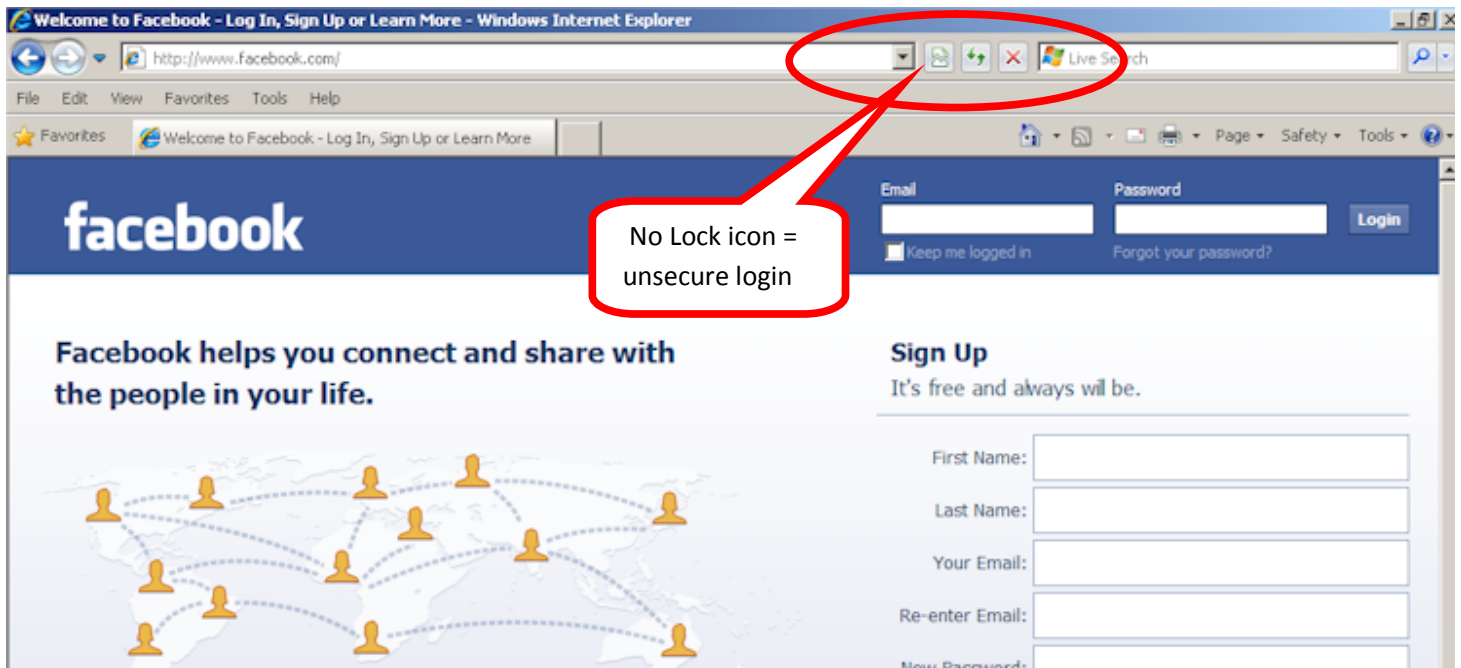 Welcome to Facebook - Log In, Sign Up or Learn More - Windows Internet Explorer
http://www.facebook.com/
Live Search
File Edit View Favorites Tools Help
Favorites
Welcome to Facebook - Log In, Sign Up or Learn More
Page Safety Tools
facebook
Email
Password
Login
Keep me logged in
Forgot your password?
No Lock icon =
unsecure login
Facebook helps you connect and share with
the people in your life.
Sign Up
It's free and always will be.
First Name:
Last Name:
Your Email:
Re-enter Email:
New Password: